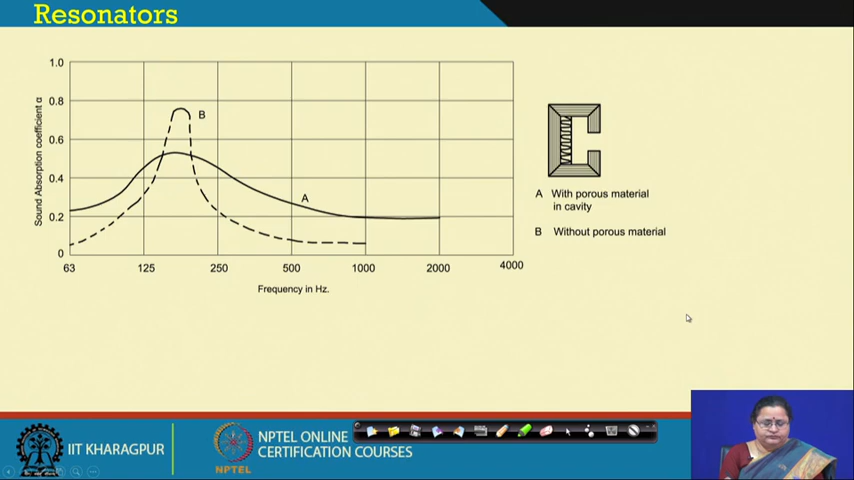 Resonators
1.0
0.8
0.6
0.4
0.2
0
Sound Absorption coefficient α
B
A
63
125
250
500
1000
2000
4000
Frequency in Hz.
A With porous material
in cavity
B Without porous material
IIT KHARAGPUR
NPTEL
NPTEL ONLINE
CERTIFICATION COURSES